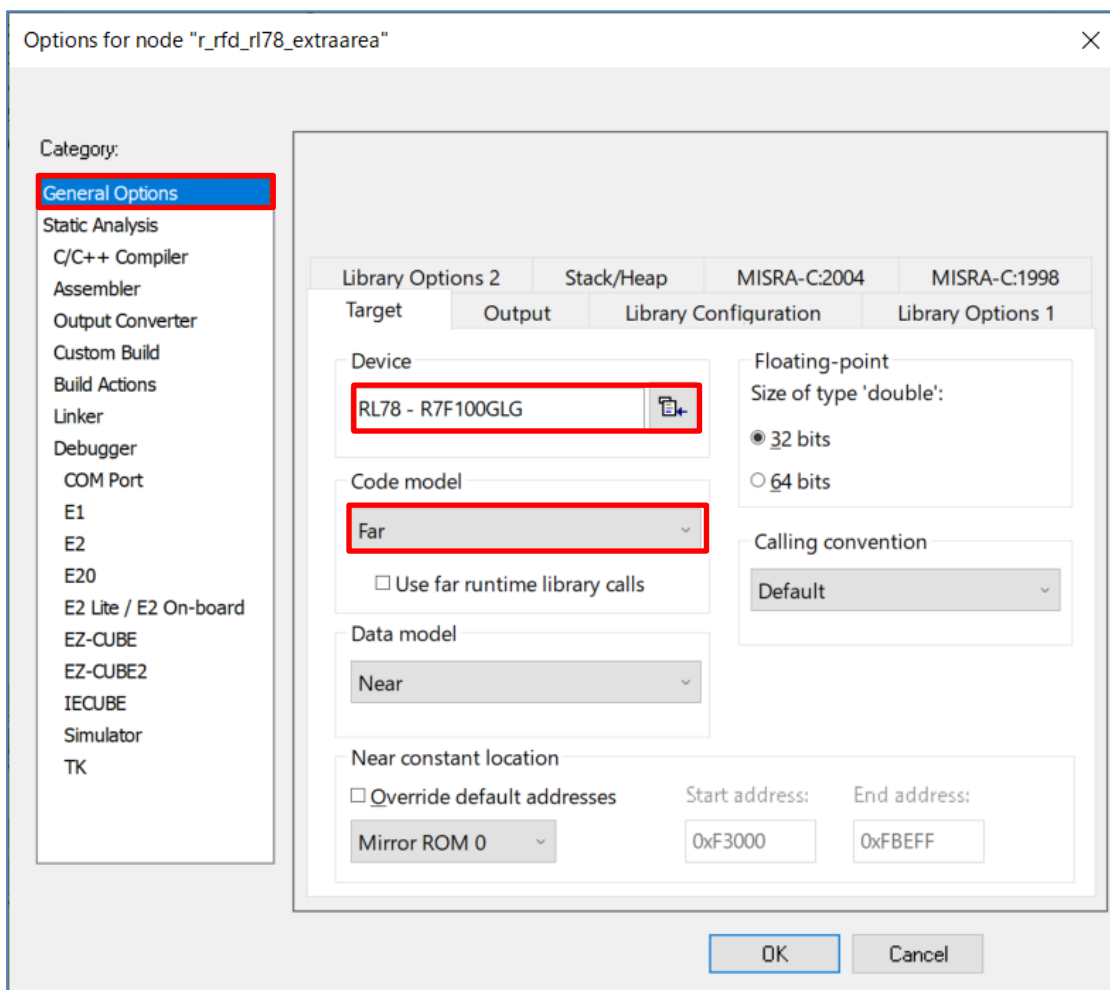 Options for node "r_rfd_rl78_extraarea"
Category:
General Options
Static Analysis
C/C++ Compiler
Assembler
Output Converter
Custom Build
Build Actions
Linker
Debugger
COM Port
E1
E2
E20
E2 Lite / E2 On-board
EZ-CUBE
EZ-CUBE2
IECUBE
Simulator
TK
Library Options 2 Stack/Heap MISRA-C:2004 MISRA-C:1998
Target Output Library Configuration Library Options 1
Device
RL78 - R7F100GLG
Code model
Far
Use far runtime library calls
Data model
Near
Floating-point
Size of type 'double':
32 bits
64 bits
Calling convention
Default
Near constant location
Override default addresses Start address: End address:
Mirror ROM 0 0xF3000 0xFBEFF
OK Cancel